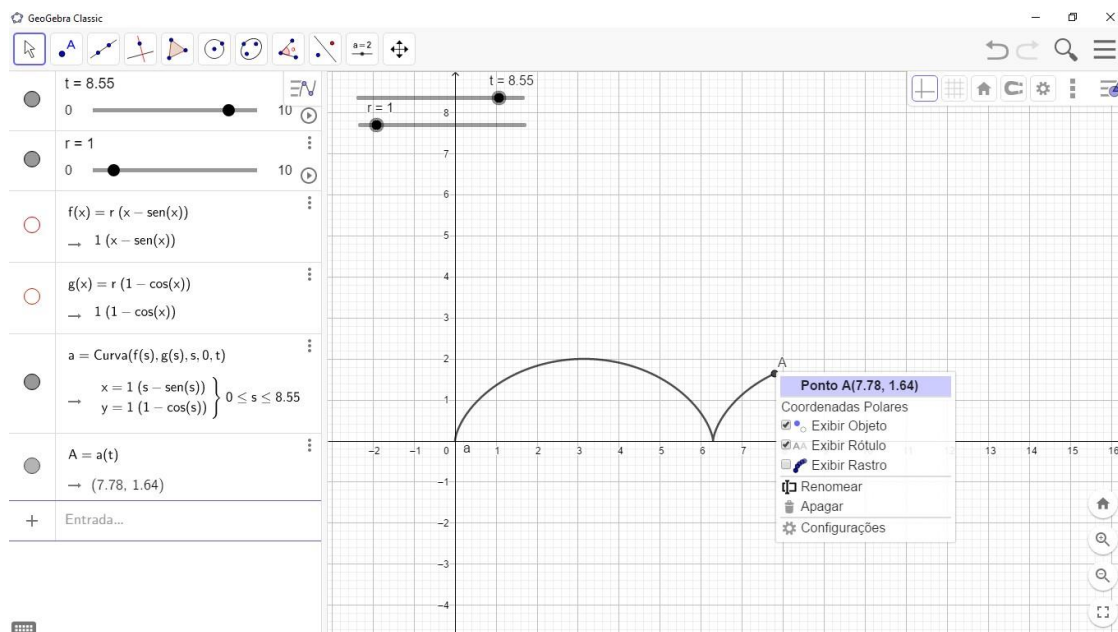 GeoGebra Classic
a=2
t = 8.55
0
10
r = 1
0
10
f(x) = r (x − sen(x))
→ 1 (x − sen(x))
g(x) = r (1 − cos(x))
→ 1 (1 − cos(x))
a = Curva(f(s), g(s), s, 0, t)
→ x = 1 (s − sen(s))
y = 1 (1 − cos(s)) } 0 ≤ s ≤ 8.55
A = a(t)
→ (7.78, 1.64)
+ Entrada...
t = 8.55
r = 1
8
7
6
5
4
3
2
1
−2 −1 0 a 1 2 3 4 5 6 7 13 14 15 16
−1
−2
−3
−4
A
Ponto A(7.78, 1.64)
Coordenadas Polares
Exibir Objeto
AA Exibir Rótulo
Exibir Rastro
Renomear
Apagar
Configurações